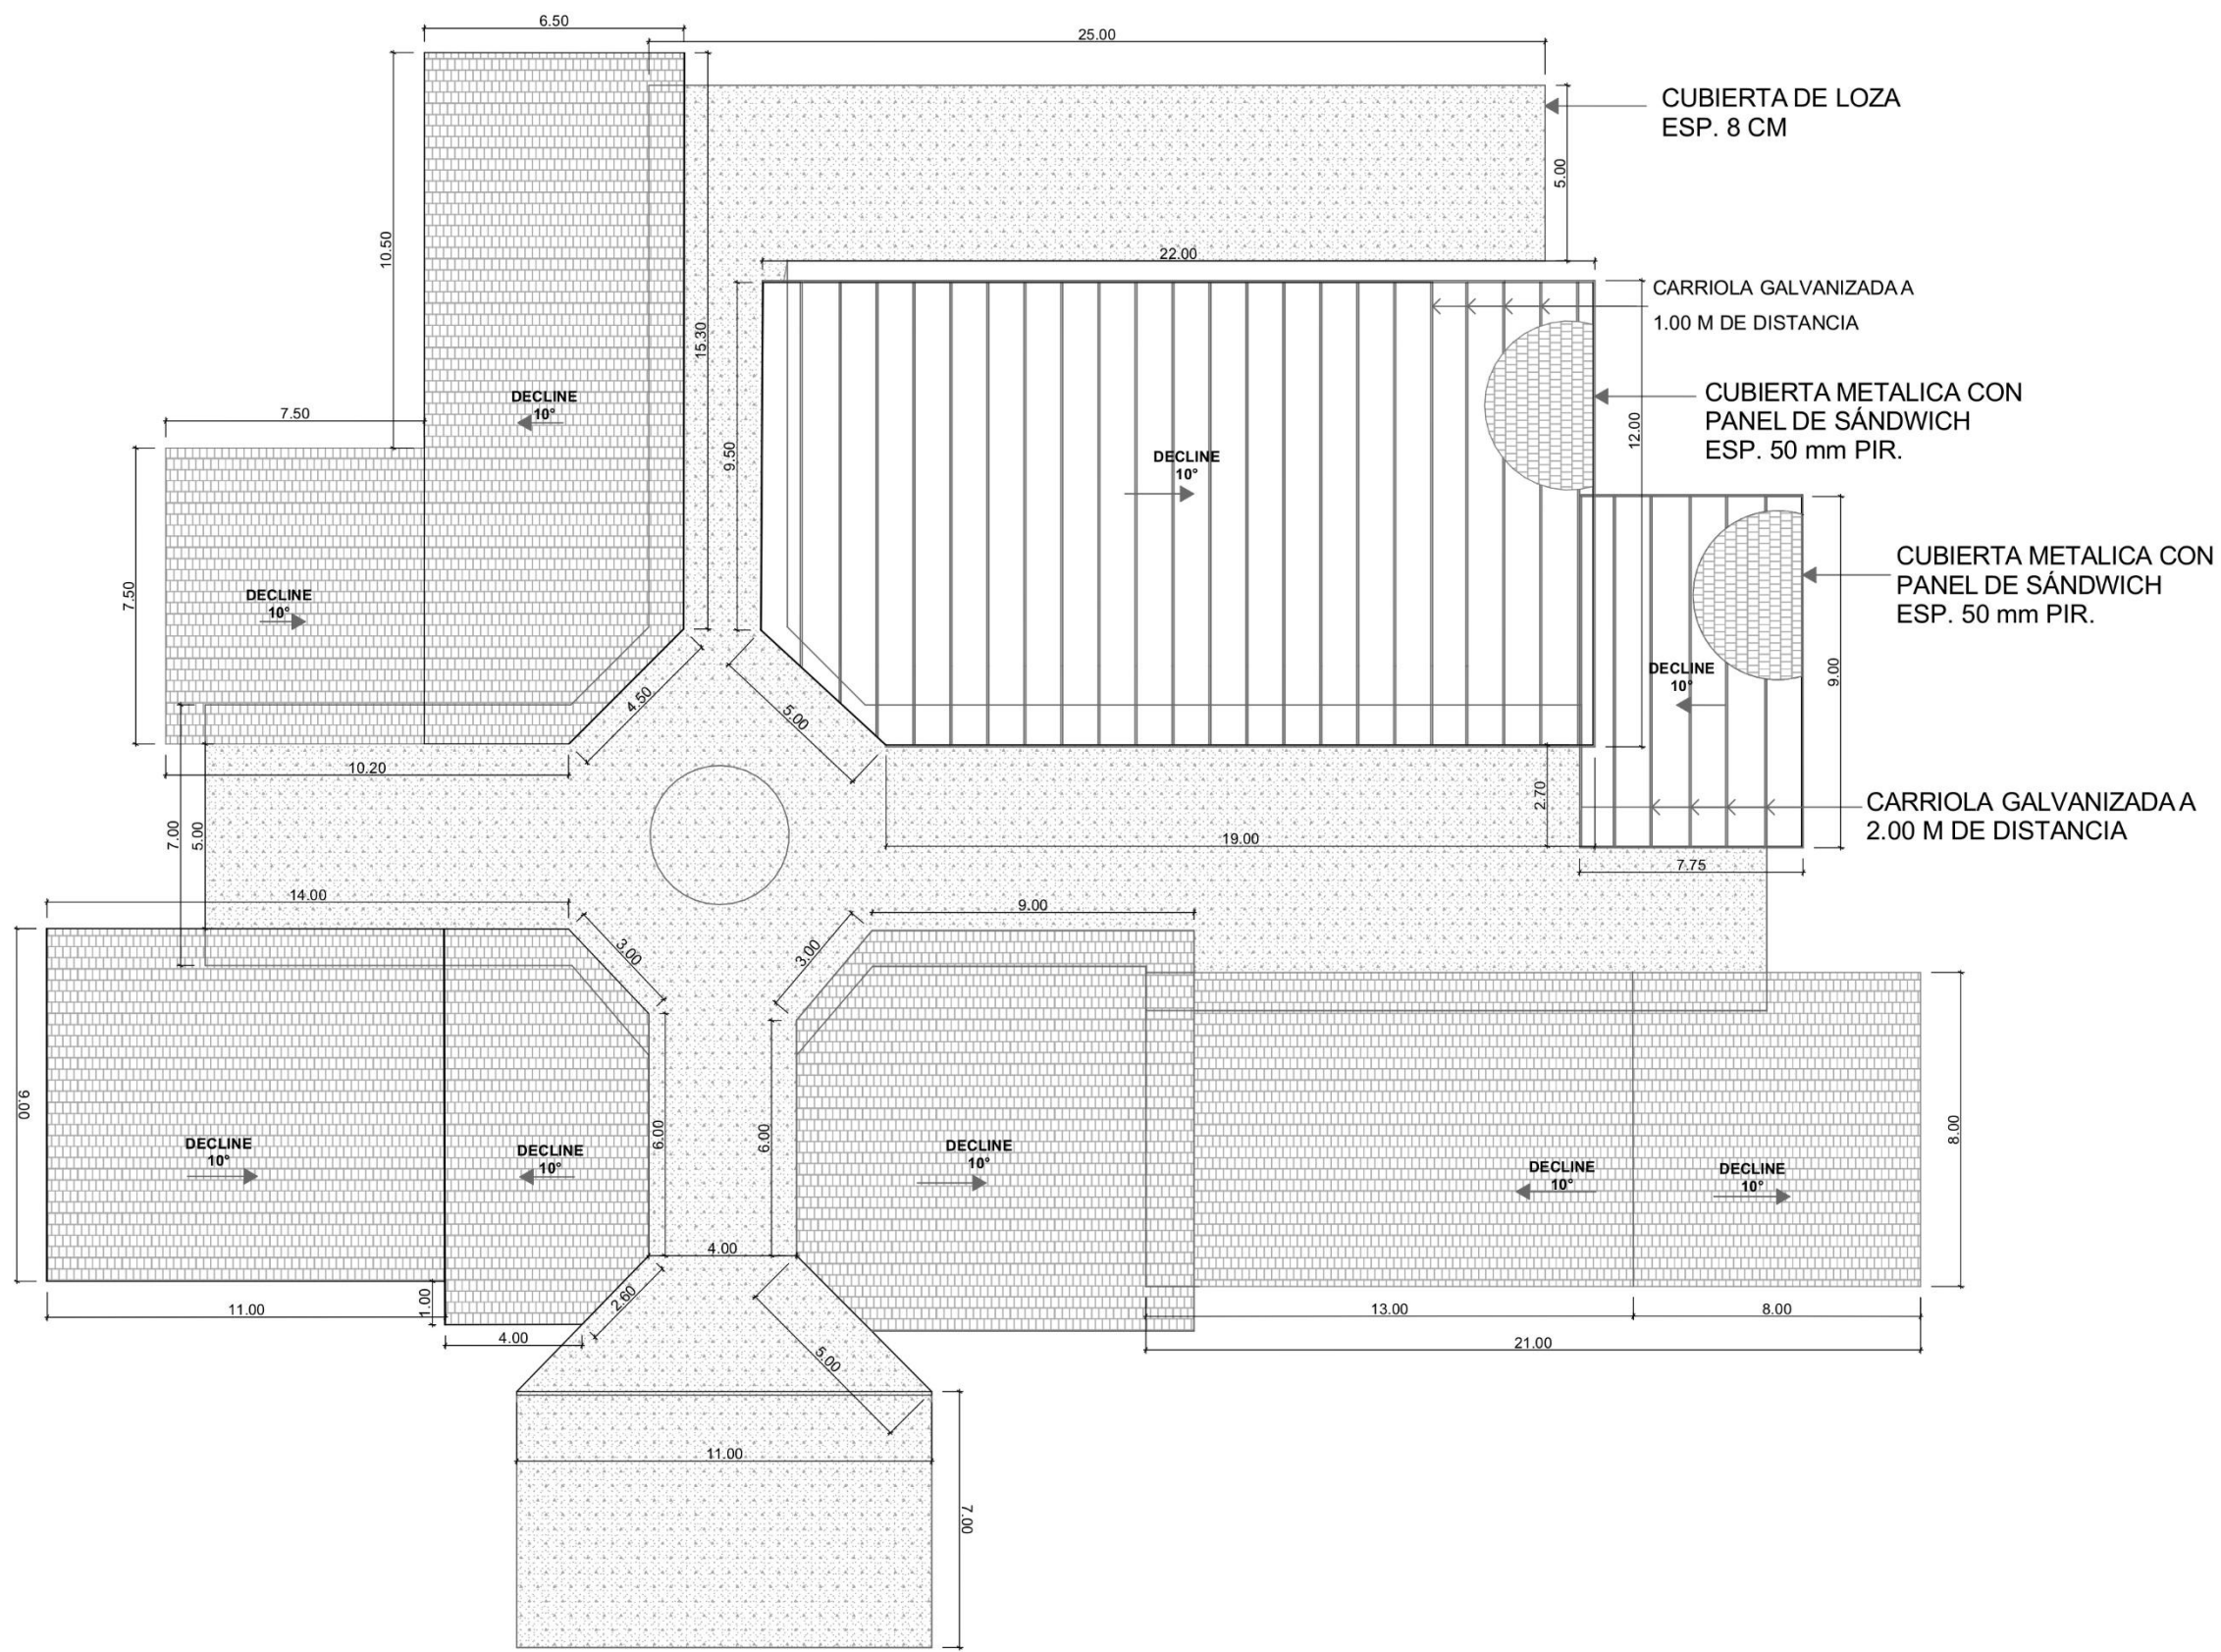 6.50
25.00
CUBIERTA DE LOZA
ESP. 8 CM
5.00
10.50
22.00
CARRIOLA GALVANIZADA A
1.00 M DE DISTANCIA
15.30
9.50
12.00
CUBIERTA METALICA CON
PANEL DE SÁNDWICH
ESP. 50 mm PIR.
DECLINE
10°
7.50
DECLINE
10°
7.50
DECLINE
10°
CUBIERTA METALICA CON
PANEL DE SÁNDWICH
ESP. 50 mm PIR.
DECLINE
10°
9.00
4.50
5.00
10.20
2.70
CARRIOLA GALVANIZADA A
2.00 M DE DISTANCIA
7.00
5.00
19.00
7.75
14.00
9.00
3.00
3.00
9.00
6.00
6.00
8.00
DECLINE
10°
DECLINE
10°
DECLINE
10°
DECLINE
10°
DECLINE
10°
4.00
2.60
1.00
11.00
4.00
13.00
8.00
21.00
5.00
11.00
7.00